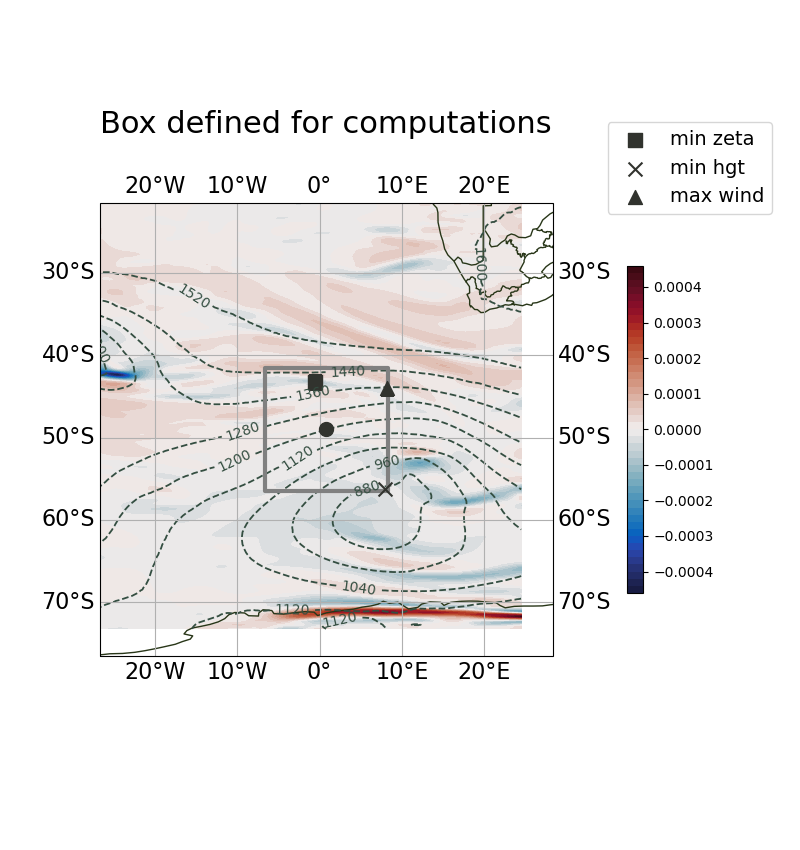 Box defined for computations
min zeta
min hgt
max wind
20°W 10°W 0° 10°E 20°E
30°S 30°S
40°S 40°S
50°S 50°S
60°S 60°S
70°S 70°S
20°W 10°W 0° 10°E 20°E
1600
1520
1440
1360
1280
1200
1120
960
880
1040
1120
1120
0.0004
0.0003
0.0002
0.0001
0.0000
−0.0001
−0.0002
−0.0003
−0.0004